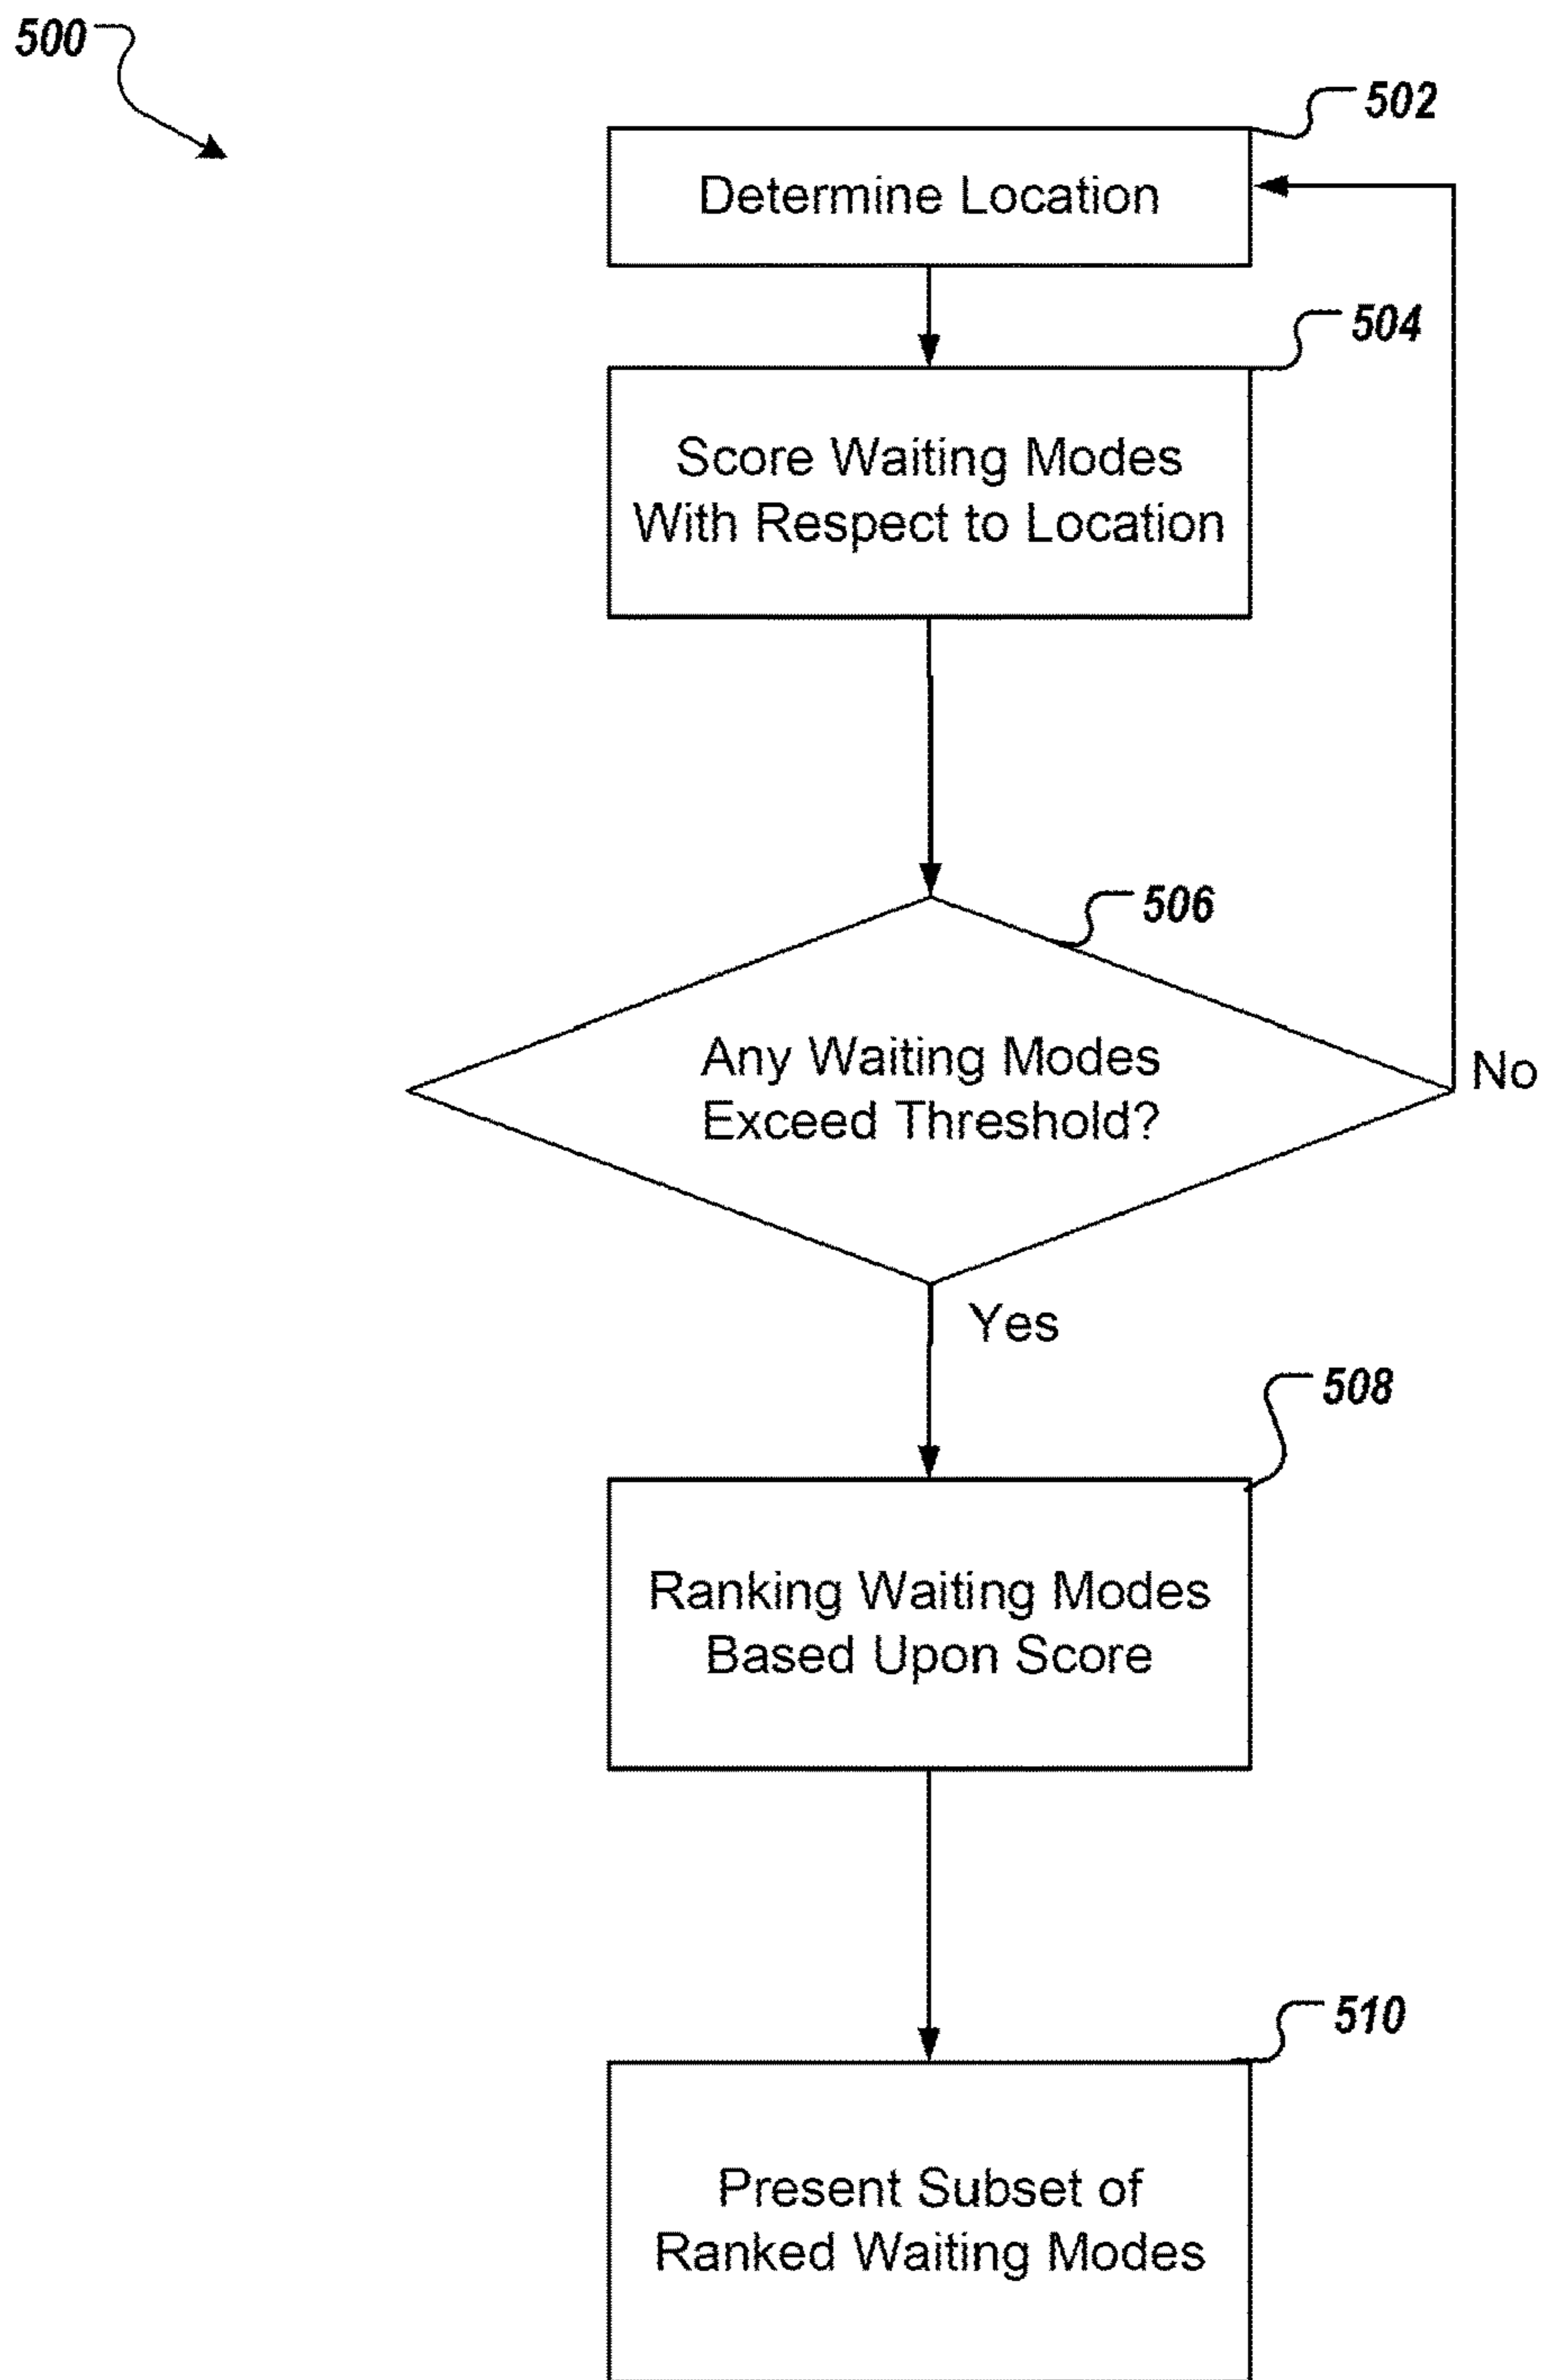 500
502
Determine Location
504
Score Waiting Modes
With Respect to Location
506
Any Waiting Modes
Exceed Threshold?
No
Yes
508
Ranking Waiting Modes
Based Upon Score
510
Present Subset of
Ranked Waiting Modes